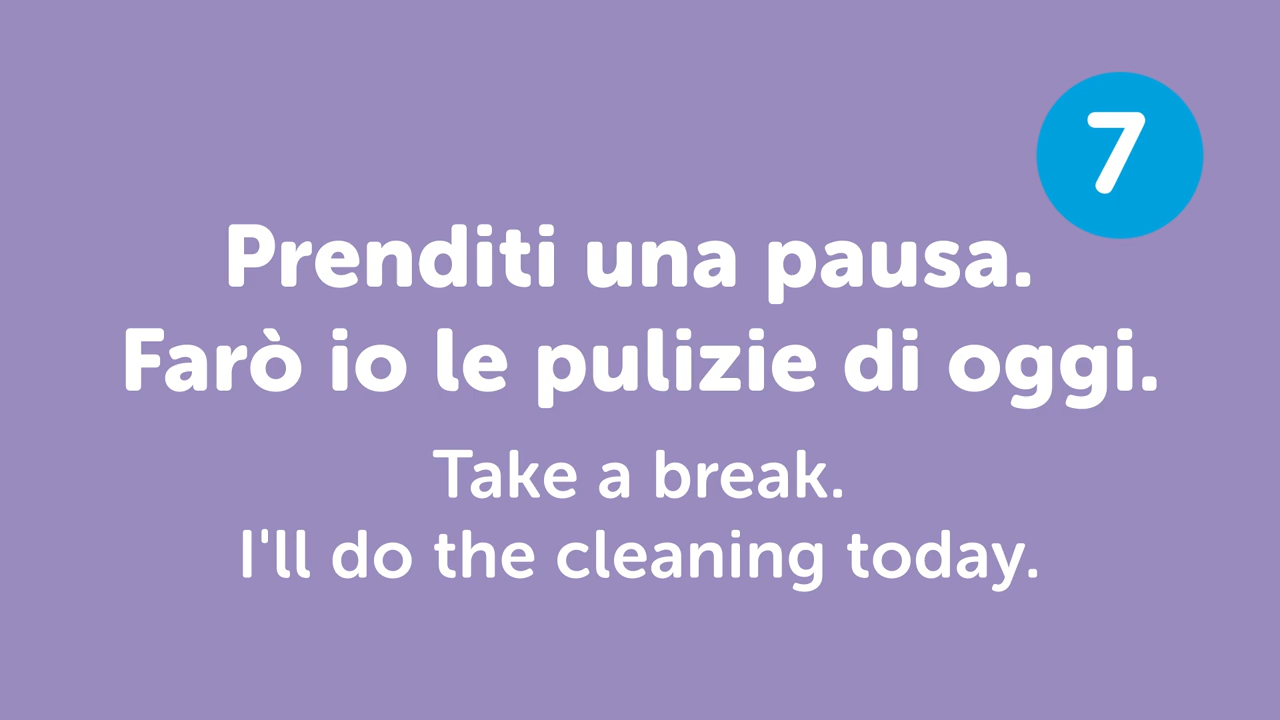 7
Prenditi una pausa.
Farò io le pulizie di oggi.
Take a break.
I'll do the cleaning today.